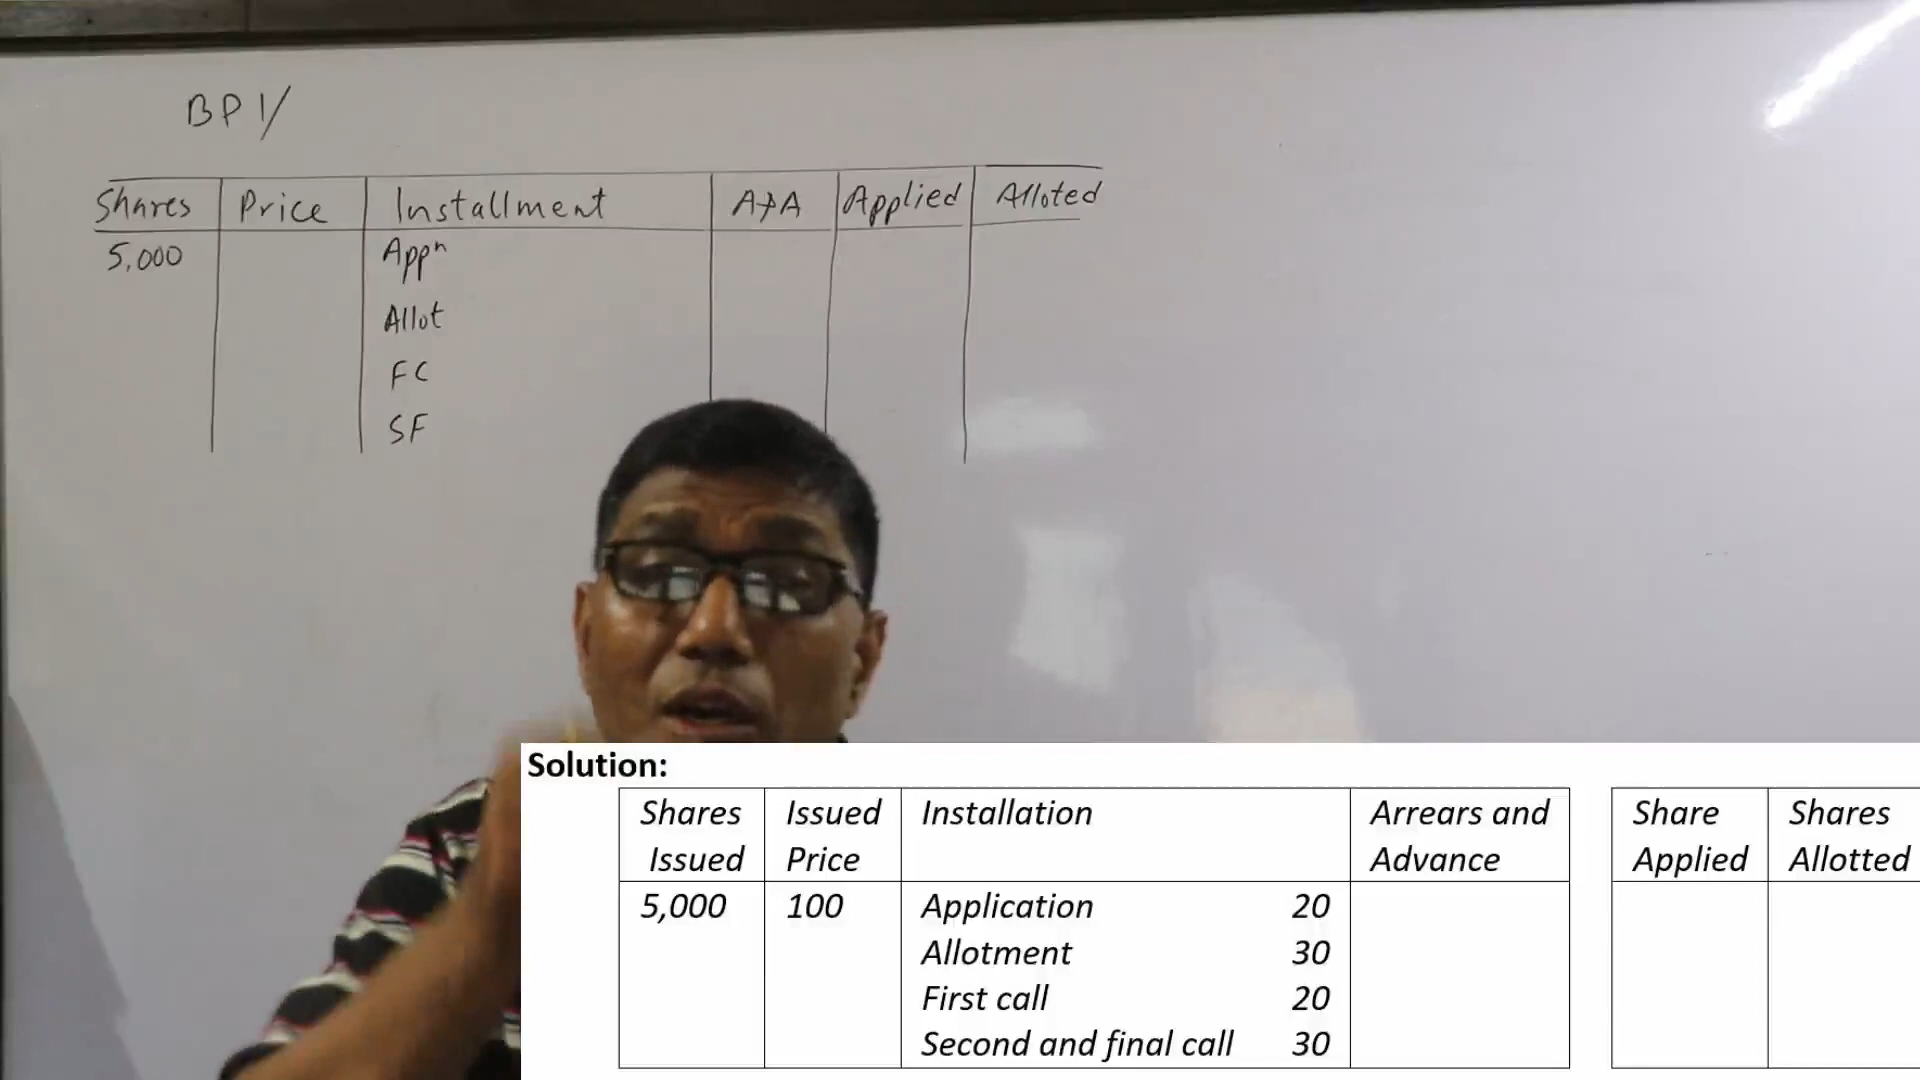 BP 1/
Shares Price Installment A+A Applied Alloted
5,000 Appn
Allot
FC
SF
Solution:
Shares Issued Installation Arrears and Share Shares
Issued Price Advance Applied Allotted
5,000 100 Application 20
Allotment 30
First call 20
Second and final call 30